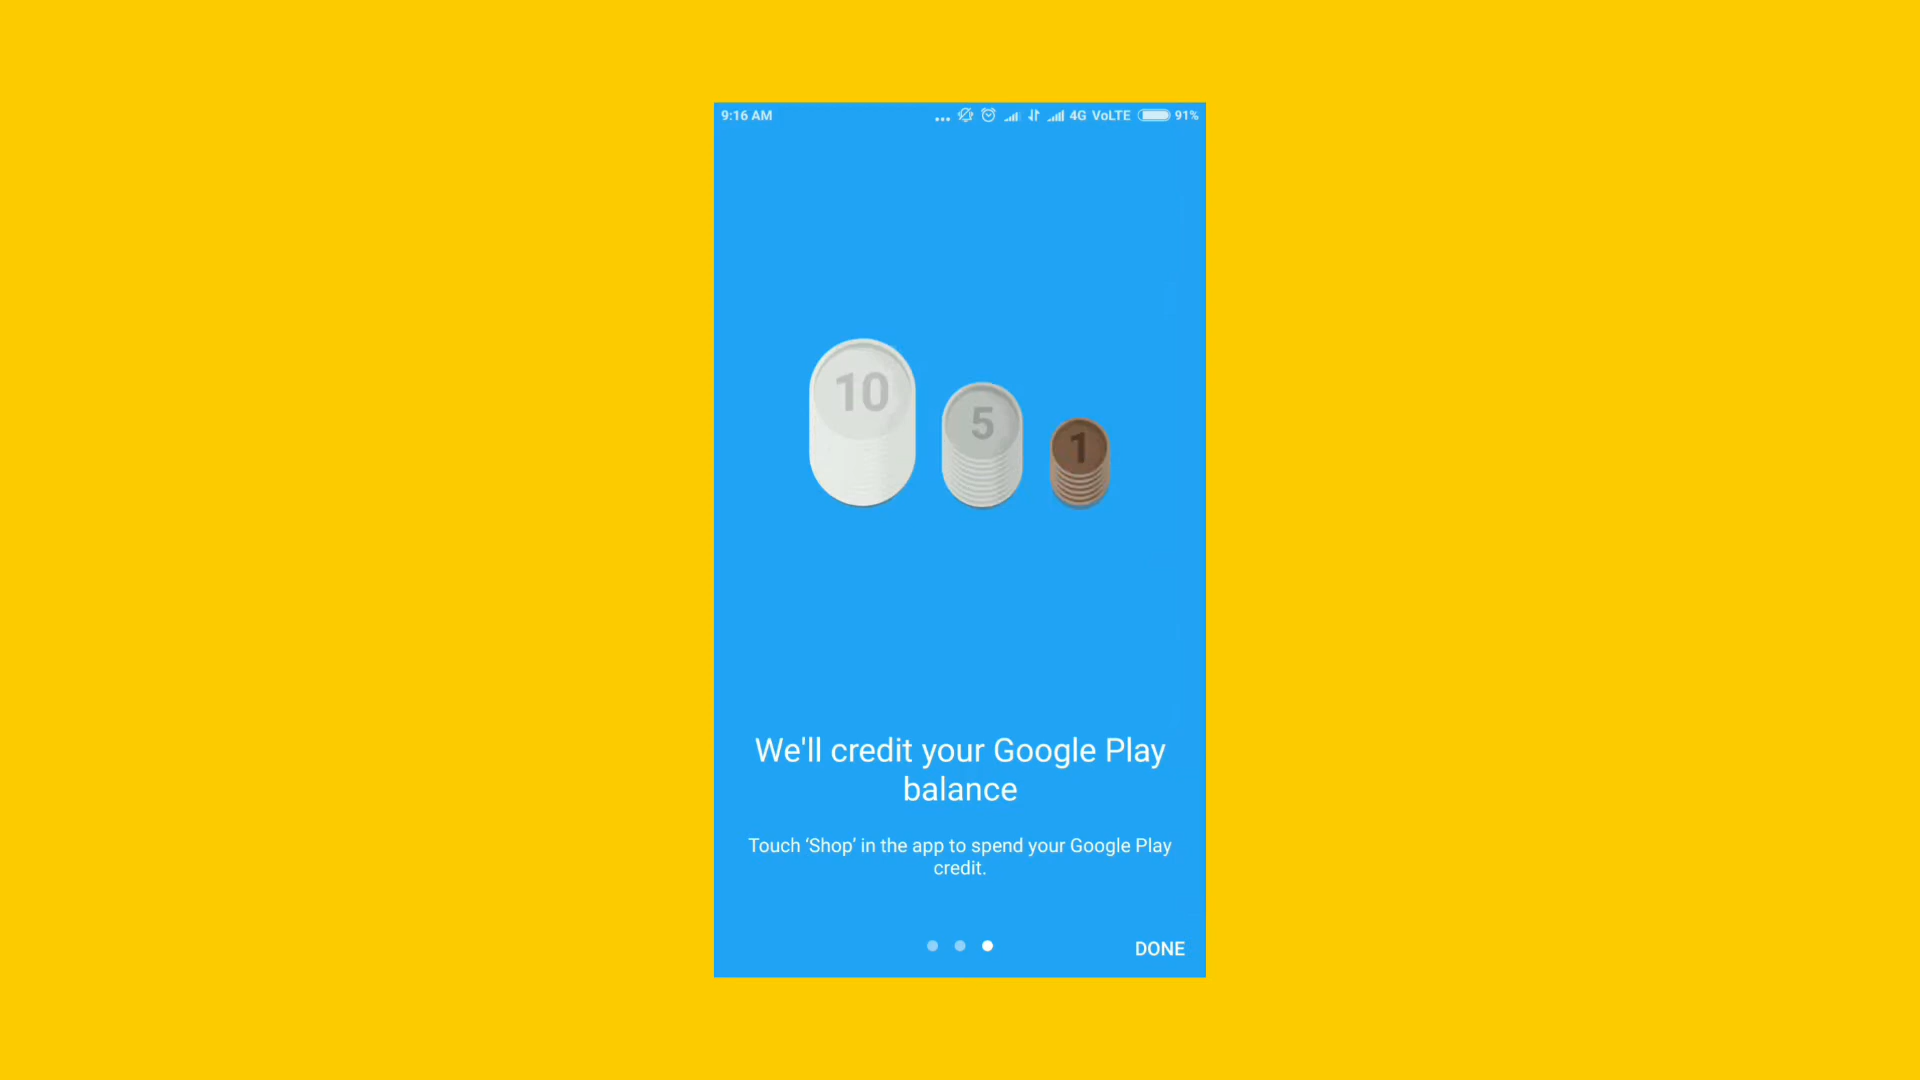 9:16 AM
4G VoLTE 91%
10
5
1
We'll credit your Google Play
balance
Touch ‘Shop’ in the app to spend your Google Play
credit.
DONE